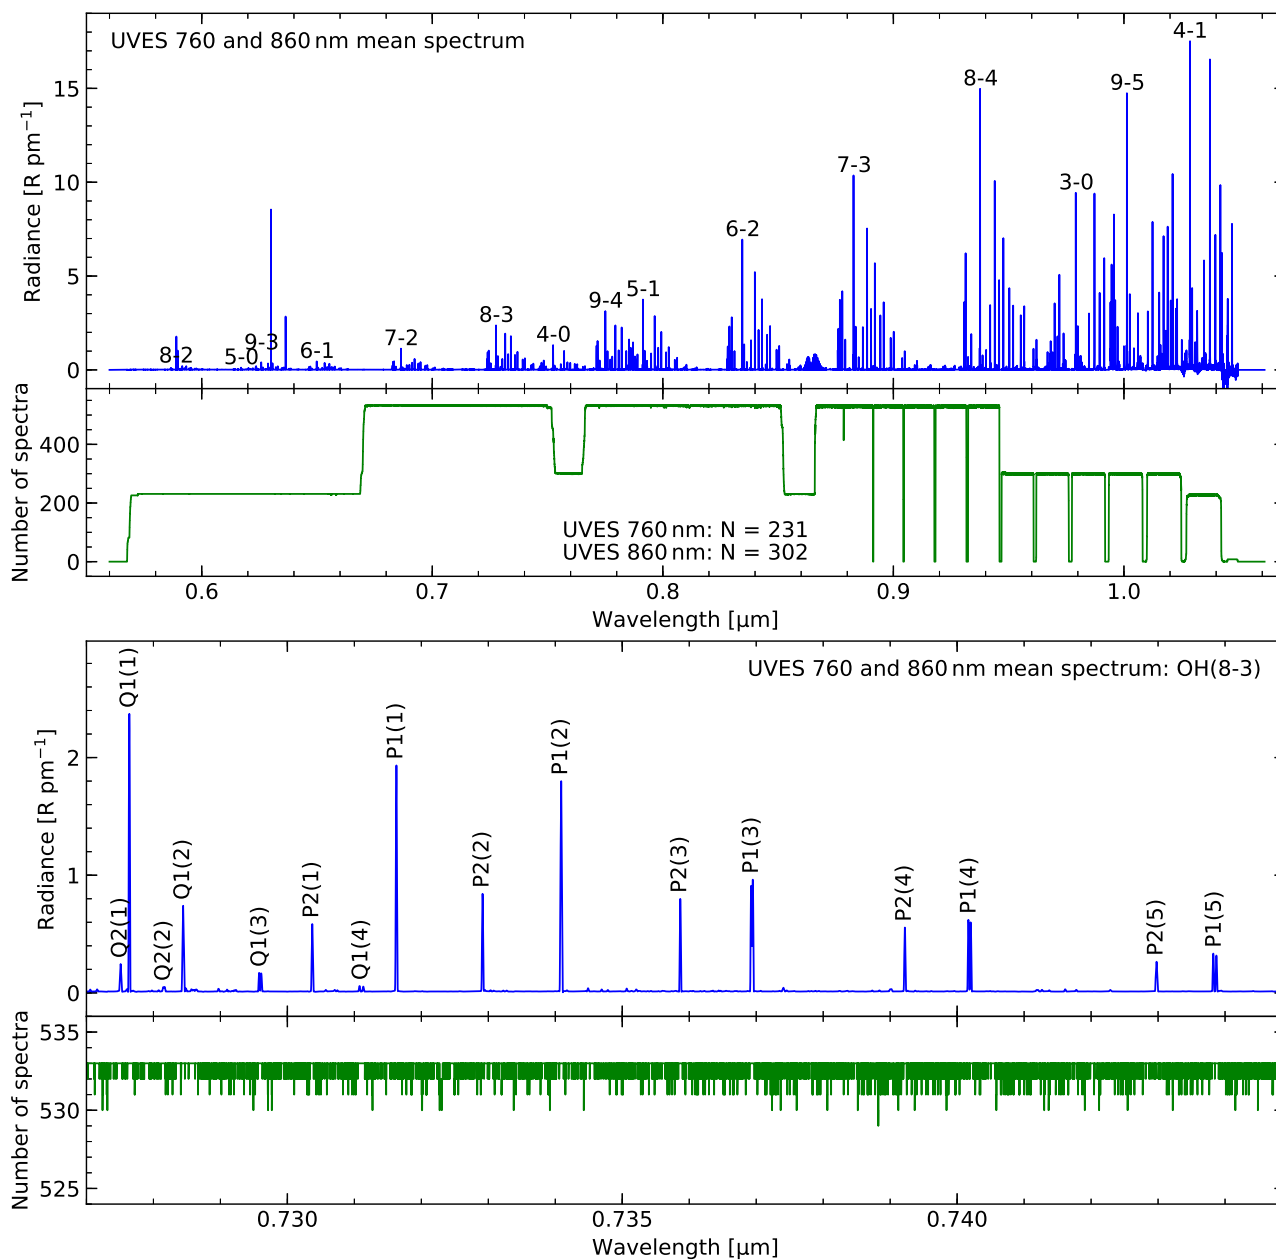 UVES 760 and 860 nm mean spectrum
4-1
8-4
9-5
7-3
3-0
6-2
5-1
9-4
8-3
4-0
7-2
6-1
9-3
5-0
8-2
Radiance [R pm⁻¹]
15
10
5
0
Number of spectra
400
200
0
UVES 760 nm: N = 231
UVES 860 nm: N = 302
0.6 0.7 0.8 0.9 1.0
Wavelength [μm]
UVES 760 and 860 nm mean spectrum: OH(8-3)
Radiance [R pm⁻¹]
2
1
0
Q2(1)
Q1(1)
Q2(2)
Q1(2)
Q1(3)
P2(1)
Q1(4)
P1(1)
P2(2)
P1(2)
P2(3)
P1(3)
P2(4)
P1(4)
P2(5)
P1(5)
Number of spectra
535
530
525
0.730 0.735 0.740
Wavelength [μm]